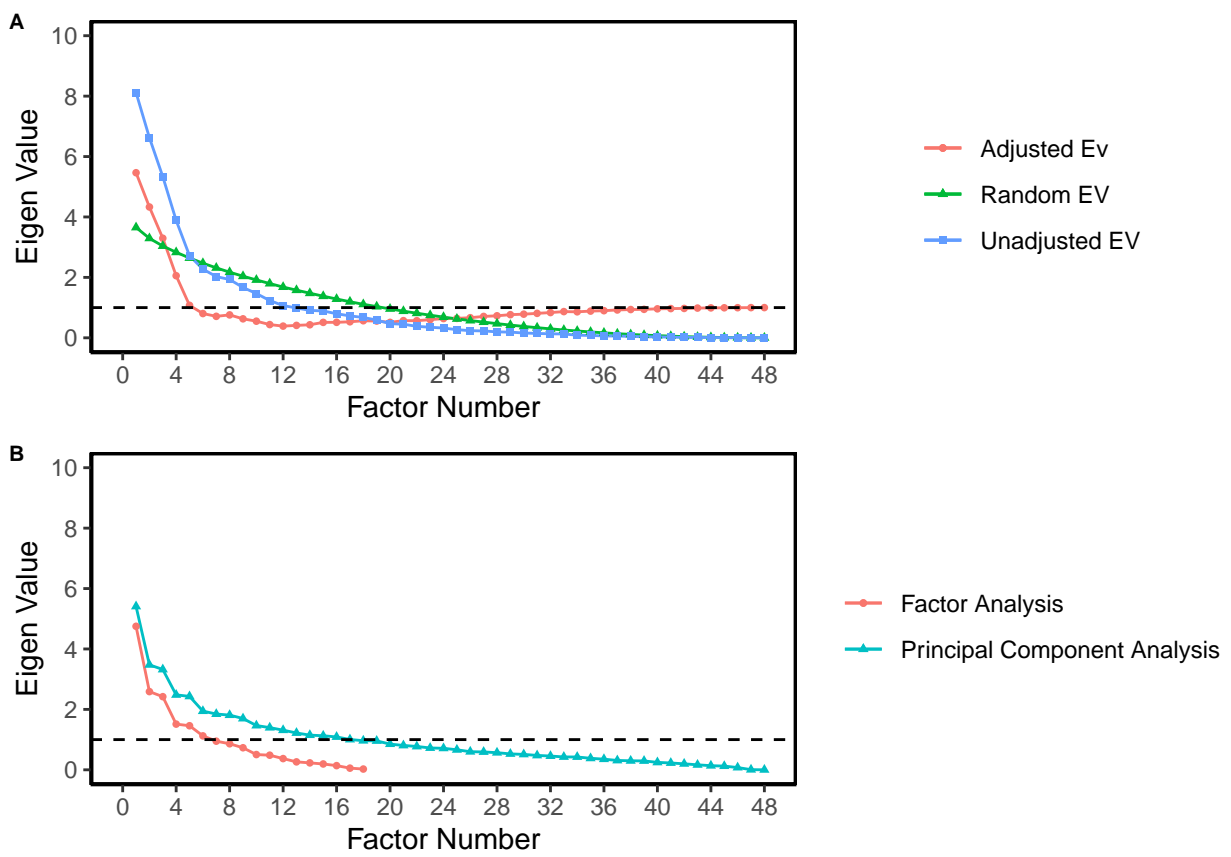 A
10
8
6
4
2
0
Eigen Value
0 4 8 12 16 20 24 28 32 36 40 44 48
Factor Number
Adjusted Ev
Random EV
Unadjusted EV
B
10
8
6
4
2
0
Eigen Value
0 4 8 12 16 20 24 28 32 36 40 44 48
Factor Number
Factor Analysis
Principal Component Analysis